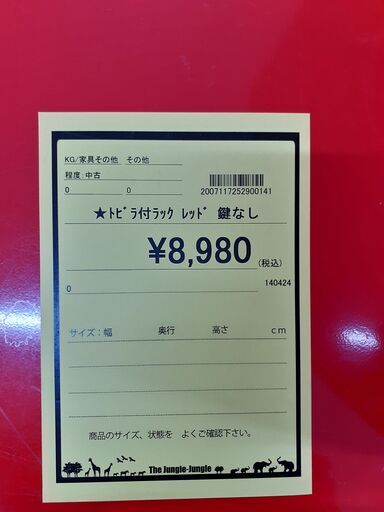 KG/家具その他　その他
程度:中古
0　0
2007117252900141
★ﾄﾋﾞﾗ付ﾗｯｸ ﾚｯﾄﾞ 鍵なし
¥8,980(税込)
0　140424
サイズ:幅　奥行　高さ　cm
商品のサイズ、状態を　よくご確認下さい。
The Jungle-Jungle